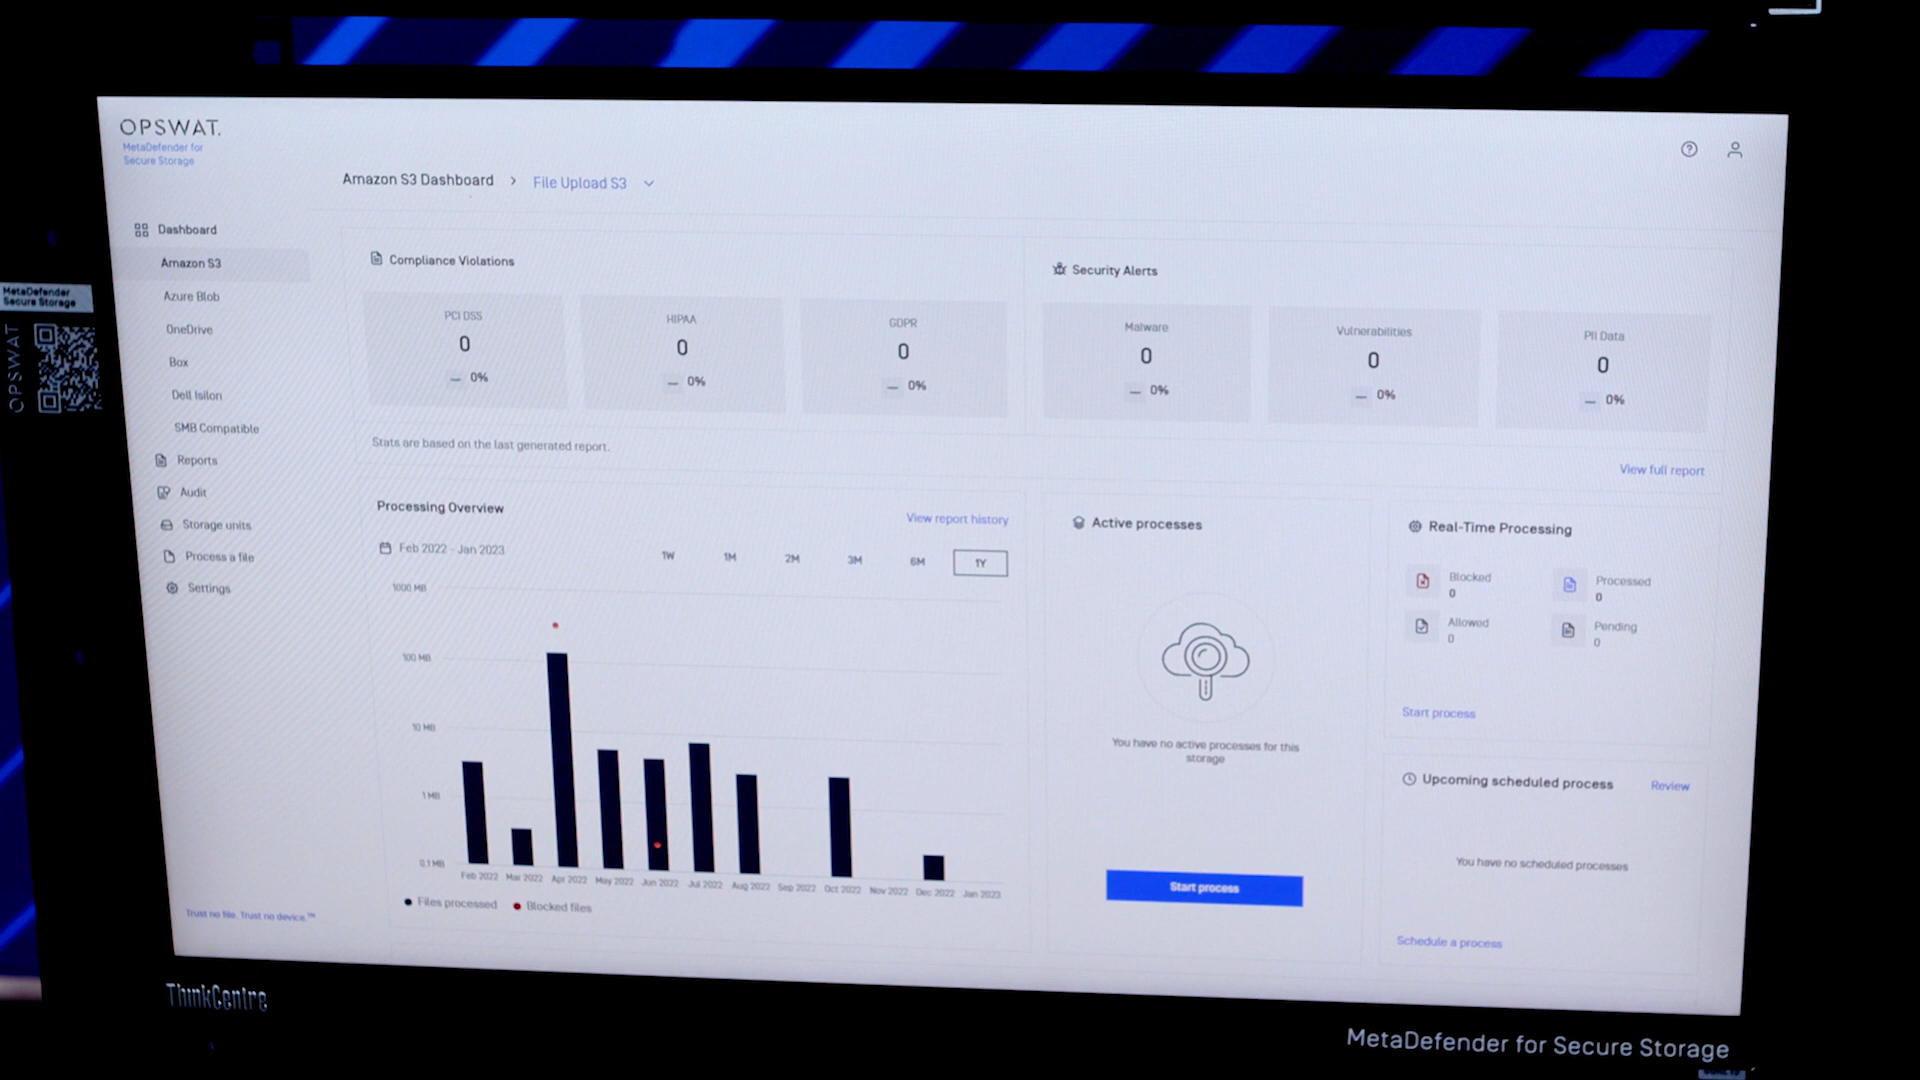 OPSWAT.
MetaDefender for
Secure Storage
Amazon S3 Dashboard > File Upload S3
Dashboard
Amazon S3
Azure Blob
OneDrive
Box
Dell Isilon
SMB Compatible
Reports
Audit
Storage units
Process a file
Settings
Trust no file. Trust no device.™
Compliance Violations
PCI DSS
0
— 0%
HIPAA
0
— 0%
GDPR
0
— 0%
Security Alerts
Malware
0
— 0%
Vulnerabilities
0
— 0%
PII Data
0
— 0%
Stats are based on the last generated report.
View full report
Processing Overview
View report history
Feb 2022 - Jan 2023
1W 1M 2M 3M 6M 1Y
1000 MB
100 MB
10 MB
1 MB
0.1 MB
Feb 2022 Mar 2022 Apr 2022 May 2022 Jun 2022 Jul 2022 Aug 2022 Sep 2022 Oct 2022 Nov 2022 Dec 2022 Jan 2023
Files processed Blocked files
Active processes
You have no active processes for this
storage
Start process
Real-Time Processing
Blocked
0
Processed
0
Allowed
0
Pending
0
Start process
Upcoming scheduled process
Review
You have no scheduled processes
Schedule a process
MetaDefender
Secure Storage
OPSWAT
ThinkCentre
MetaDefender for Secure Storage